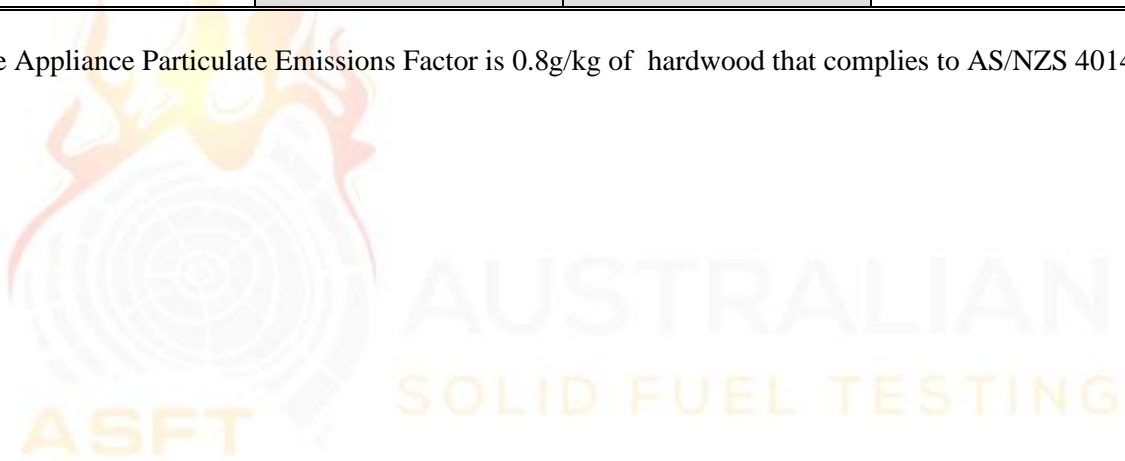 e Appliance Particulate Emissions Factor is 0.8g/kg of hardwood that complies to AS/NZS 4014
AUSTRALIAN
SOLID FUEL TESTING
ASFT